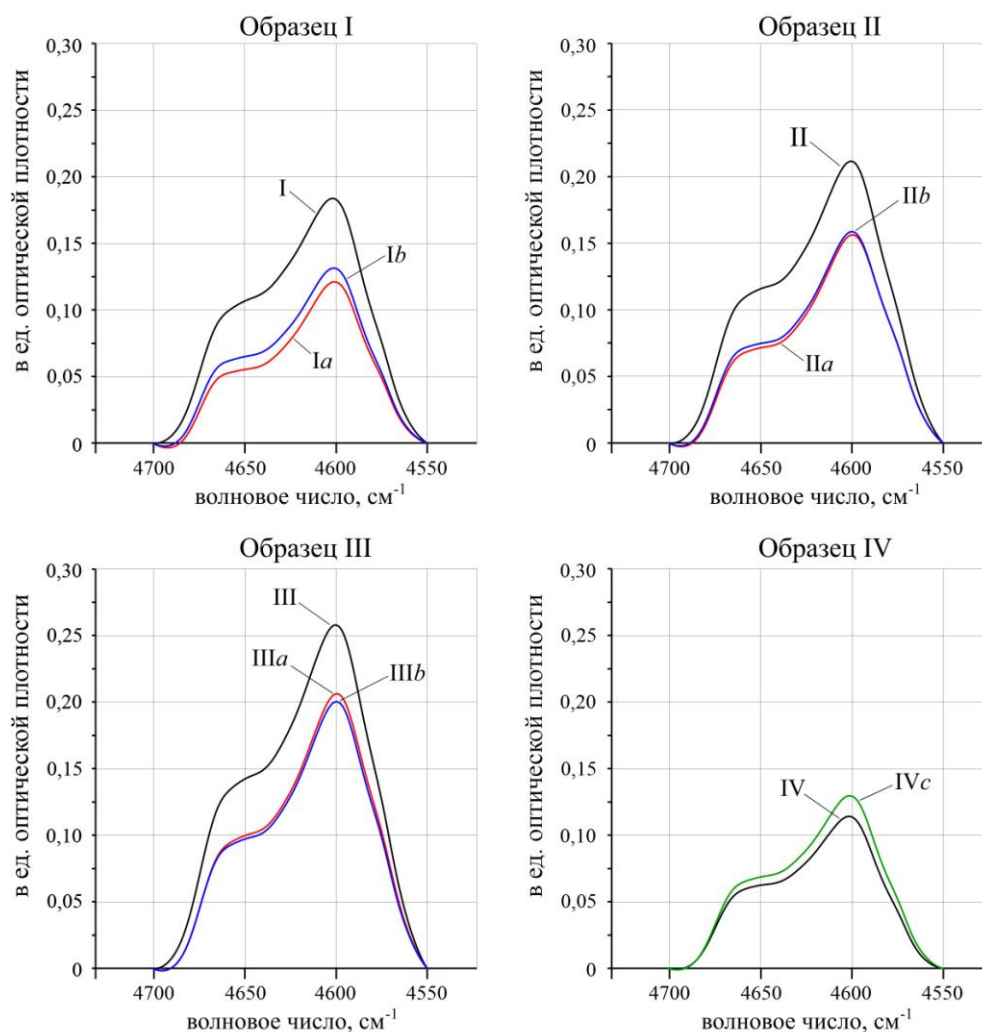 Образец I
в ед. оптической плотности
0,30
0,25
0,20
0,15
0,10
0,05
0
I
Ib
Ia
4700 4650 4600 4550
волновое число, см⁻¹
Образец II
в ед. оптической плотности
0,30
0,25
0,20
0,15
0,10
0,05
0
II
IIb
IIa
4700 4650 4600 4550
волновое число, см⁻¹
Образец III
в ед. оптической плотности
0,30
0,25
0,20
0,15
0,10
0,05
0
III
IIIa
IIIb
4700 4650 4600 4550
волновое число, см⁻¹
Образец IV
в ед. оптической плотности
0,30
0,25
0,20
0,15
0,10
0,05
0
IV
IVc
4700 4650 4600 4550
волновое число, см⁻¹